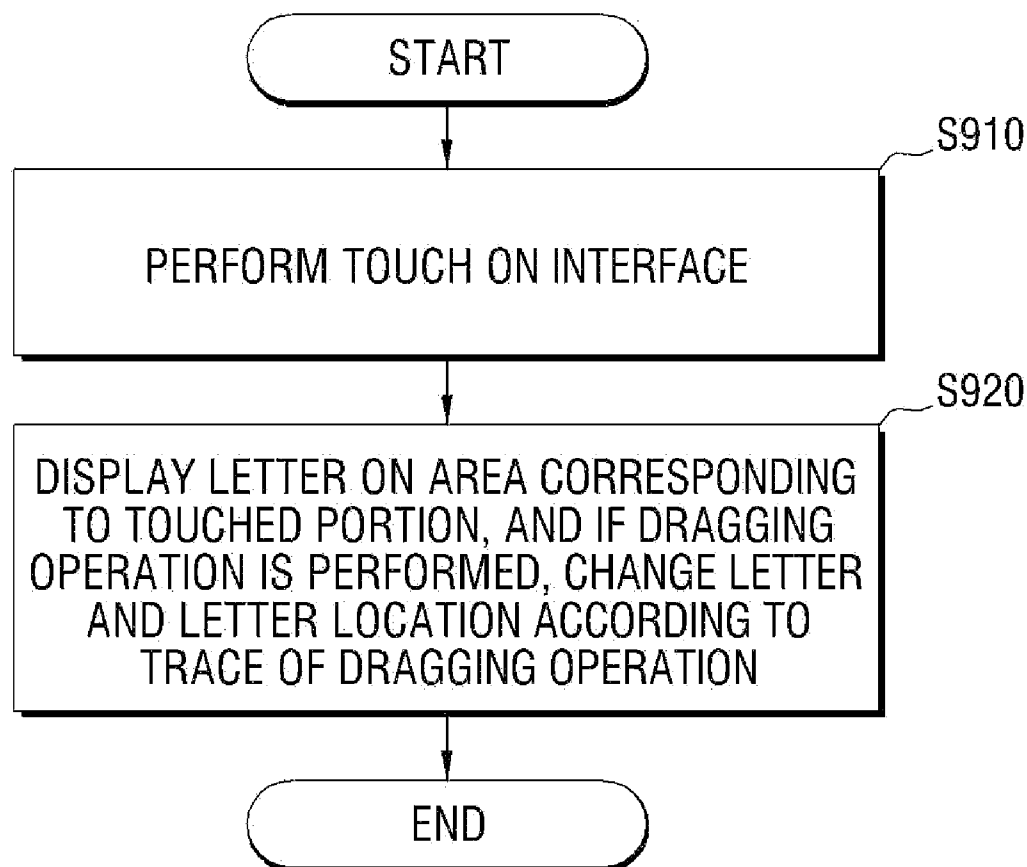 START
S910
PERFORM TOUCH ON INTERFACE
S920
DISPLAY LETTER ON AREA CORRESPONDING
TO TOUCHED PORTION, AND IF DRAGGING
OPERATION IS PERFORMED, CHANGE LETTER
AND LETTER LOCATION ACCORDING TO
TRACE OF DRAGGING OPERATION
END